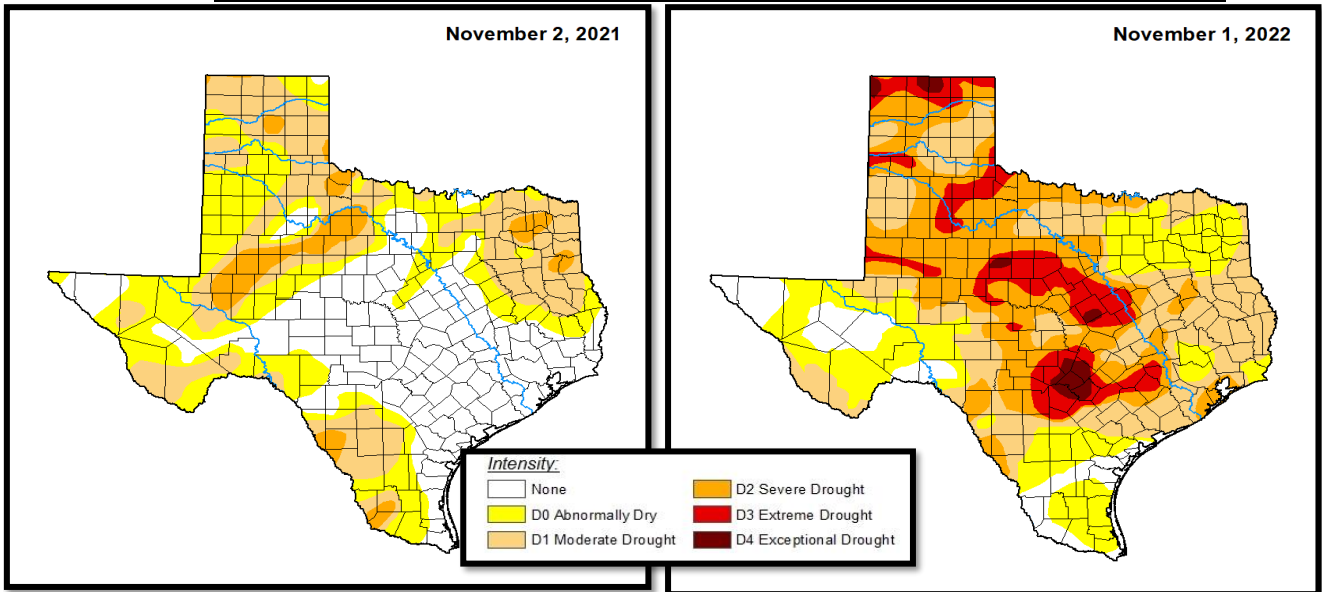 November 2, 2021
November 1, 2022
Intensity:
None
D0 Abnormally Dry
D1 Moderate Drought
D2 Severe Drought
D3 Extreme Drought
D4 Exceptional Drought